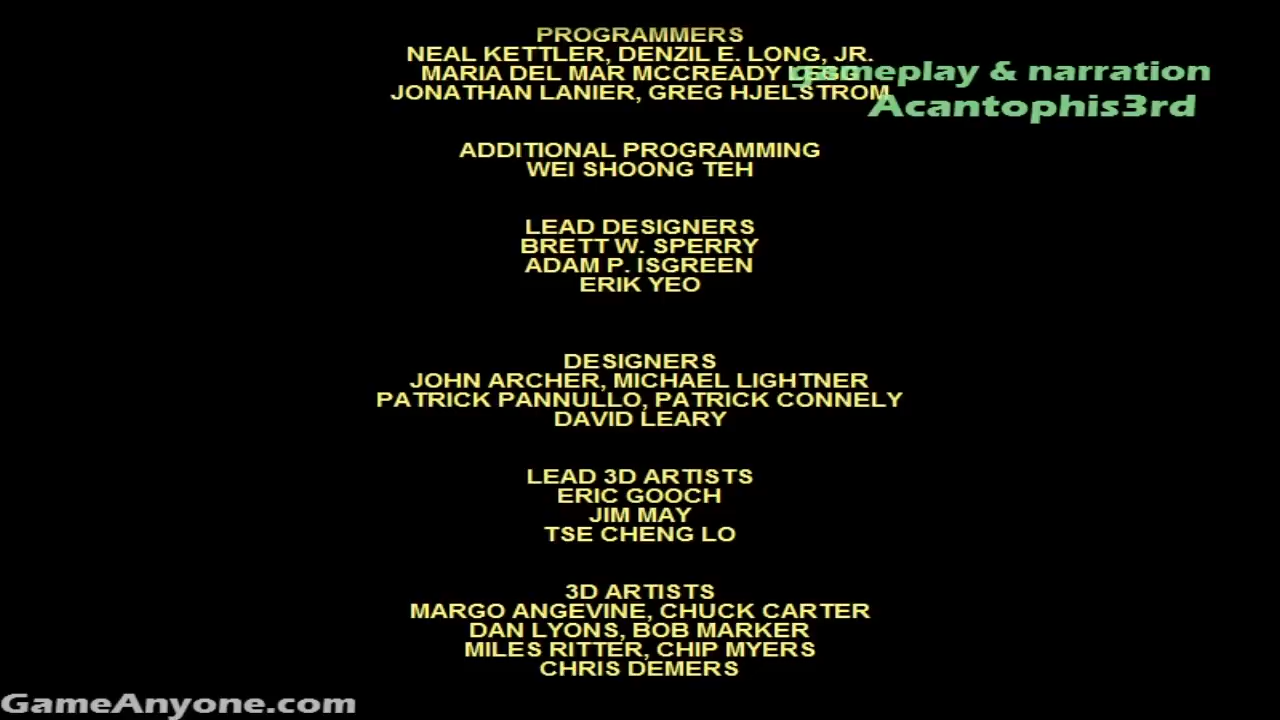 PROGRAMMERS
NEAL KETTLER, DENZIL E. LONG, JR.
MARIA DEL MAR MCCREADY
gameplay & narration
JONATHAN LANIER, GREG HJELSTROM
Acantophis3rd
ADDITIONAL PROGRAMMING
WEI SHOONG TEH
LEAD DESIGNERS
BRETT W. SPERRY
ADAM P. ISGREEN
ERIK YEO
DESIGNERS
JOHN ARCHER, MICHAEL LIGHTNER
PATRICK PANNULLO, PATRICK CONNELY
DAVID LEARY
LEAD 3D ARTISTS
ERIC GOOCH
JIM MAY
TSE CHENG LO
3D ARTISTS
MARGO ANGEVINE, CHUCK CARTER
DAN LYONS, BOB MARKER
MILES RITTER, CHIP MYERS
CHRIS DEMERS
GameAnyone.com